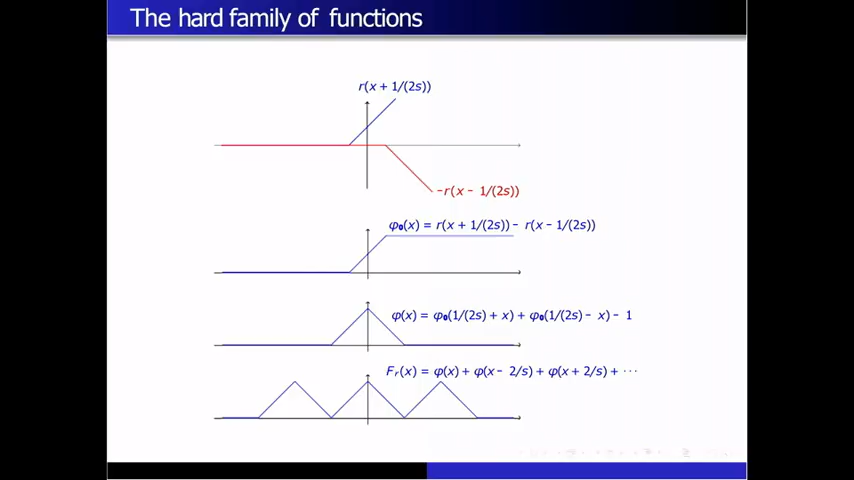 The hard family of functions
r(x + 1/(2s))
−r(x − 1/(2s))
φ₀(x) = r(x + 1/(2s)) − r(x − 1/(2s))
φ(x) = φ₀(1/(2s) + x) + φ₀(1/(2s) − x) − 1
Fᵣ(x) = φ(x) + φ(x − 2/s) + φ(x + 2/s) + ···